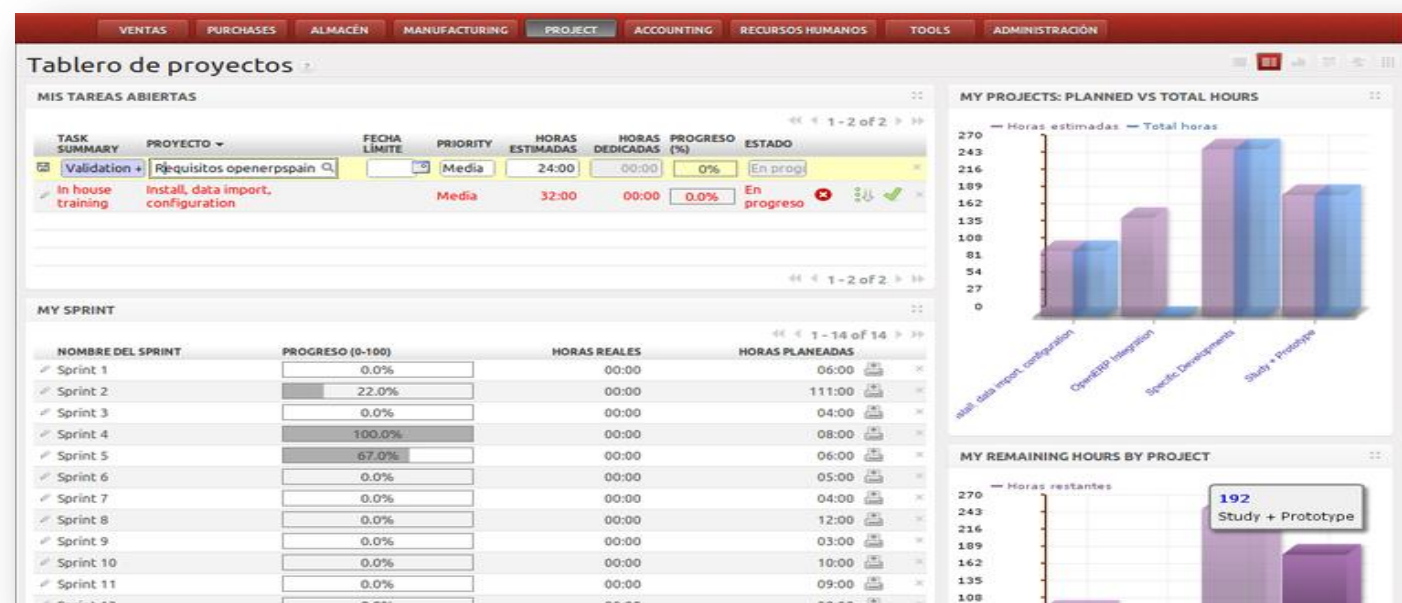 VENTAS PURCHASES ALMACÉN MANUFACTURING PROJECT ACCOUNTING RECURSOS HUMANOS TOOLS ADMINISTRACIÓN
Tablero de proyectos ?
MIS TAREAS ABIERTAS
1 - 2 of 2
TASK SUMMARY PROYECTO FECHA LÍMITE PRIORITY HORAS ESTIMADAS HORAS DEDICADAS PROGRESO (%) ESTADO
Validation + Requisitos openerpspain Media 24:00 00:00 0% En progr
In house training Install, data import, configuration Media 32:00 00:00 0.0% En progreso
1 - 2 of 2
MY SPRINT
1 - 14 of 14
NOMBRE DEL SPRINT PROGRESO (0-100) HORAS REALES HORAS PLANEADAS
Sprint 1 0.0% 00:00 06:00
Sprint 2 22.0% 00:00 111:00
Sprint 3 0.0% 00:00 04:00
Sprint 4 100.0% 00:00 08:00
Sprint 5 67.0% 00:00 06:00
Sprint 6 0.0% 00:00 05:00
Sprint 7 0.0% 00:00 04:00
Sprint 8 0.0% 00:00 12:00
Sprint 9 0.0% 00:00 03:00
Sprint 10 0.0% 00:00 10:00
Sprint 11 0.0% 00:00 09:00
MY PROJECTS: PLANNED VS TOTAL HOURS
Horas estimadas Total horas
270
243
216
189
162
135
108
81
54
27
0
stall, data import, configuration
OpenERP Integration
Specific Developments
Study + Prototype
MY REMAINING HOURS BY PROJECT
Horas restantes
270
243
216
189
162
135
108
192
Study + Prototype